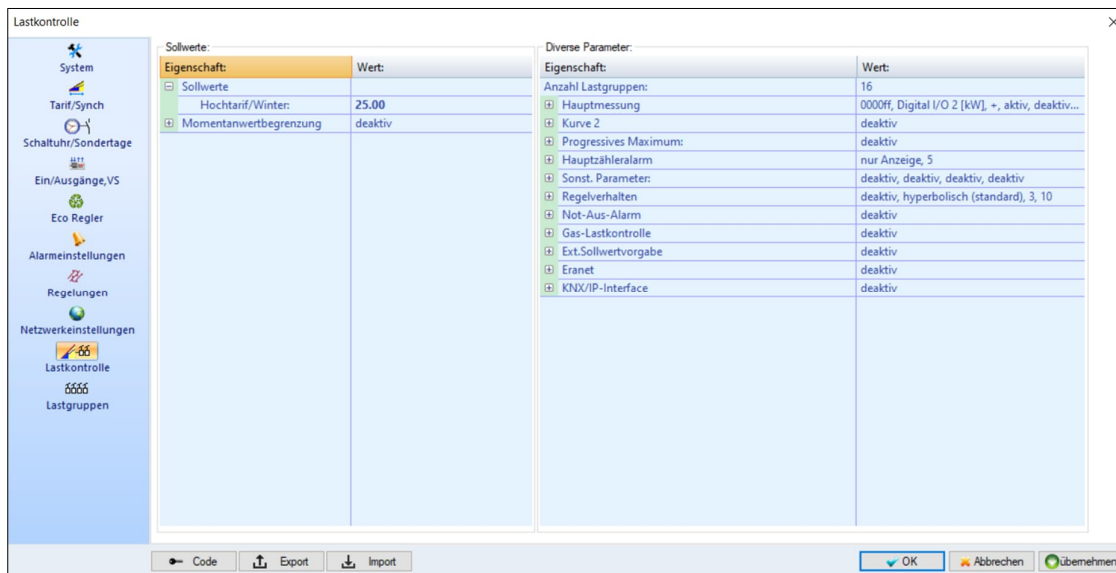 Lastkontrolle
System
Tarif/Synch
Schaltuhr/Sondertage
Ein/Ausgänge,VS
Eco Regler
Alarmeinstellungen
Regelungen
Netzwerkeinstellungen
Lastkontrolle
Lastgruppen
Sollwerte:
Eigenschaft: Wert:
Sollwerte
Hochtarif/Winter: 25.00
Momentanwertbegrenzung deaktiv
Diverse Parameter:
Eigenschaft: Wert:
Anzahl Lastgruppen: 16
Hauptmessung 0000ff, Digital I/O 2 [kW], +, aktiv, deaktiv...
Kurve 2 deaktiv
Progressives Maximum: deaktiv
Hauptzähleralarm nur Anzeige, 5
Sonst. Parameter: deaktiv, deaktiv, deaktiv, deaktiv
Regelverhalten deaktiv, hyperbolisch (standard), 3, 10
Not-Aus-Alarm deaktiv
Gas-Lastkontrolle deaktiv
Ext.Sollwertvorgabe deaktiv
Eranet deaktiv
KNX/IP-Interface deaktiv
Code Export Import OK Abbrechen Übernehmen